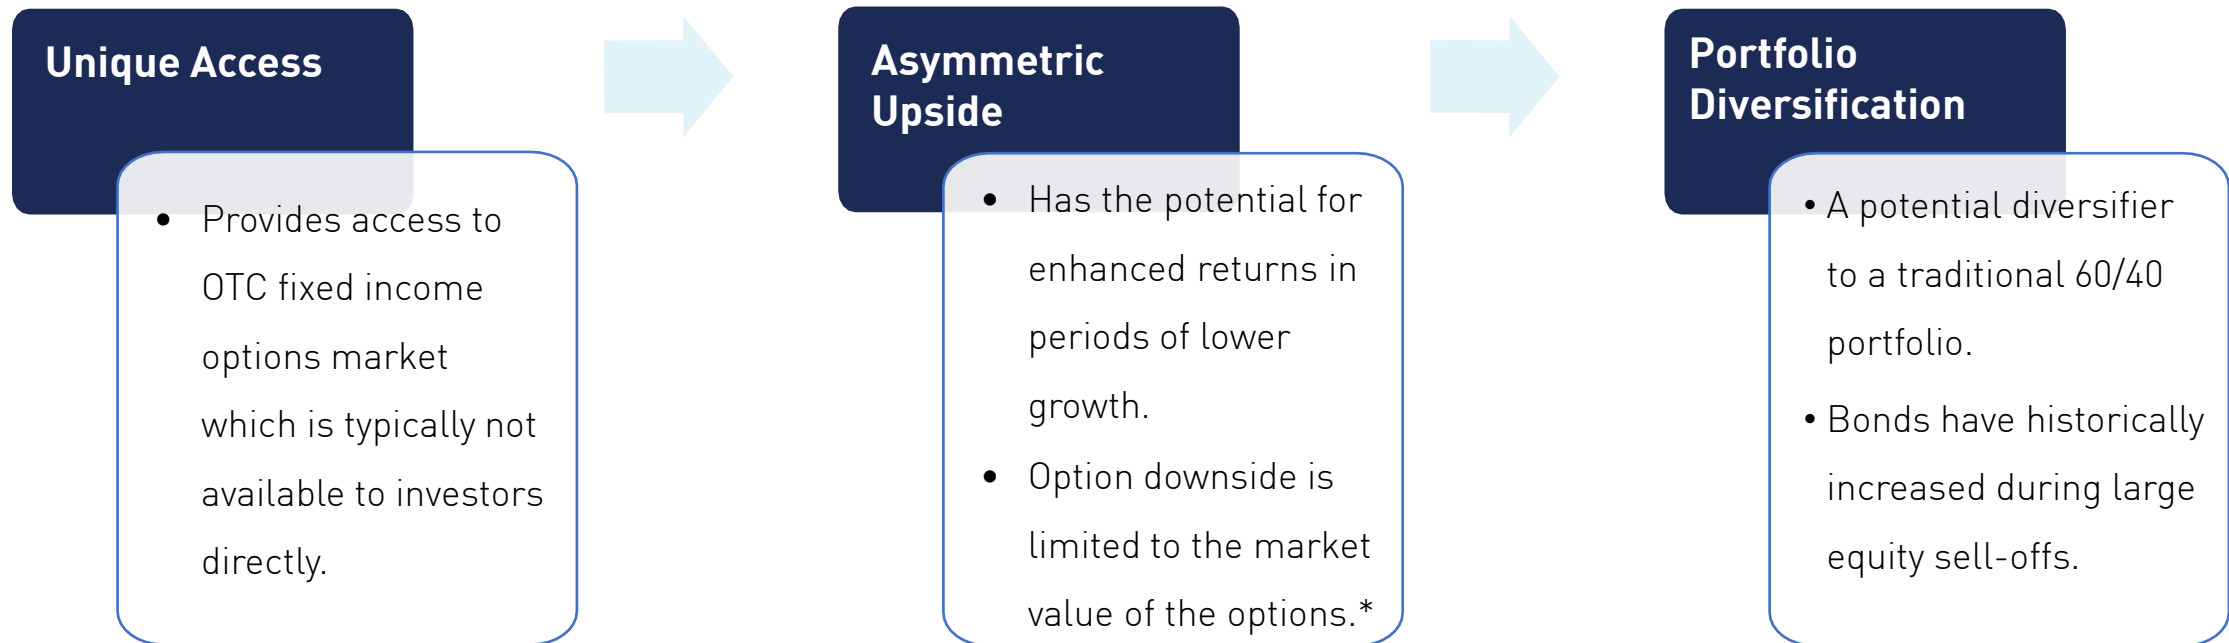 Unique Access
• Provides access to
OTC fixed income
options market
which is typically not
available to investors
directly.
Asymmetric
Upside
• Has the potential for
enhanced returns in
periods of lower
growth.
• Option downside is
limited to the market
value of the options.*
Portfolio
Diversification
• A potential diversifier
to a traditional 60/40
portfolio.
• Bonds have historically
increased during large
equity sell-offs.